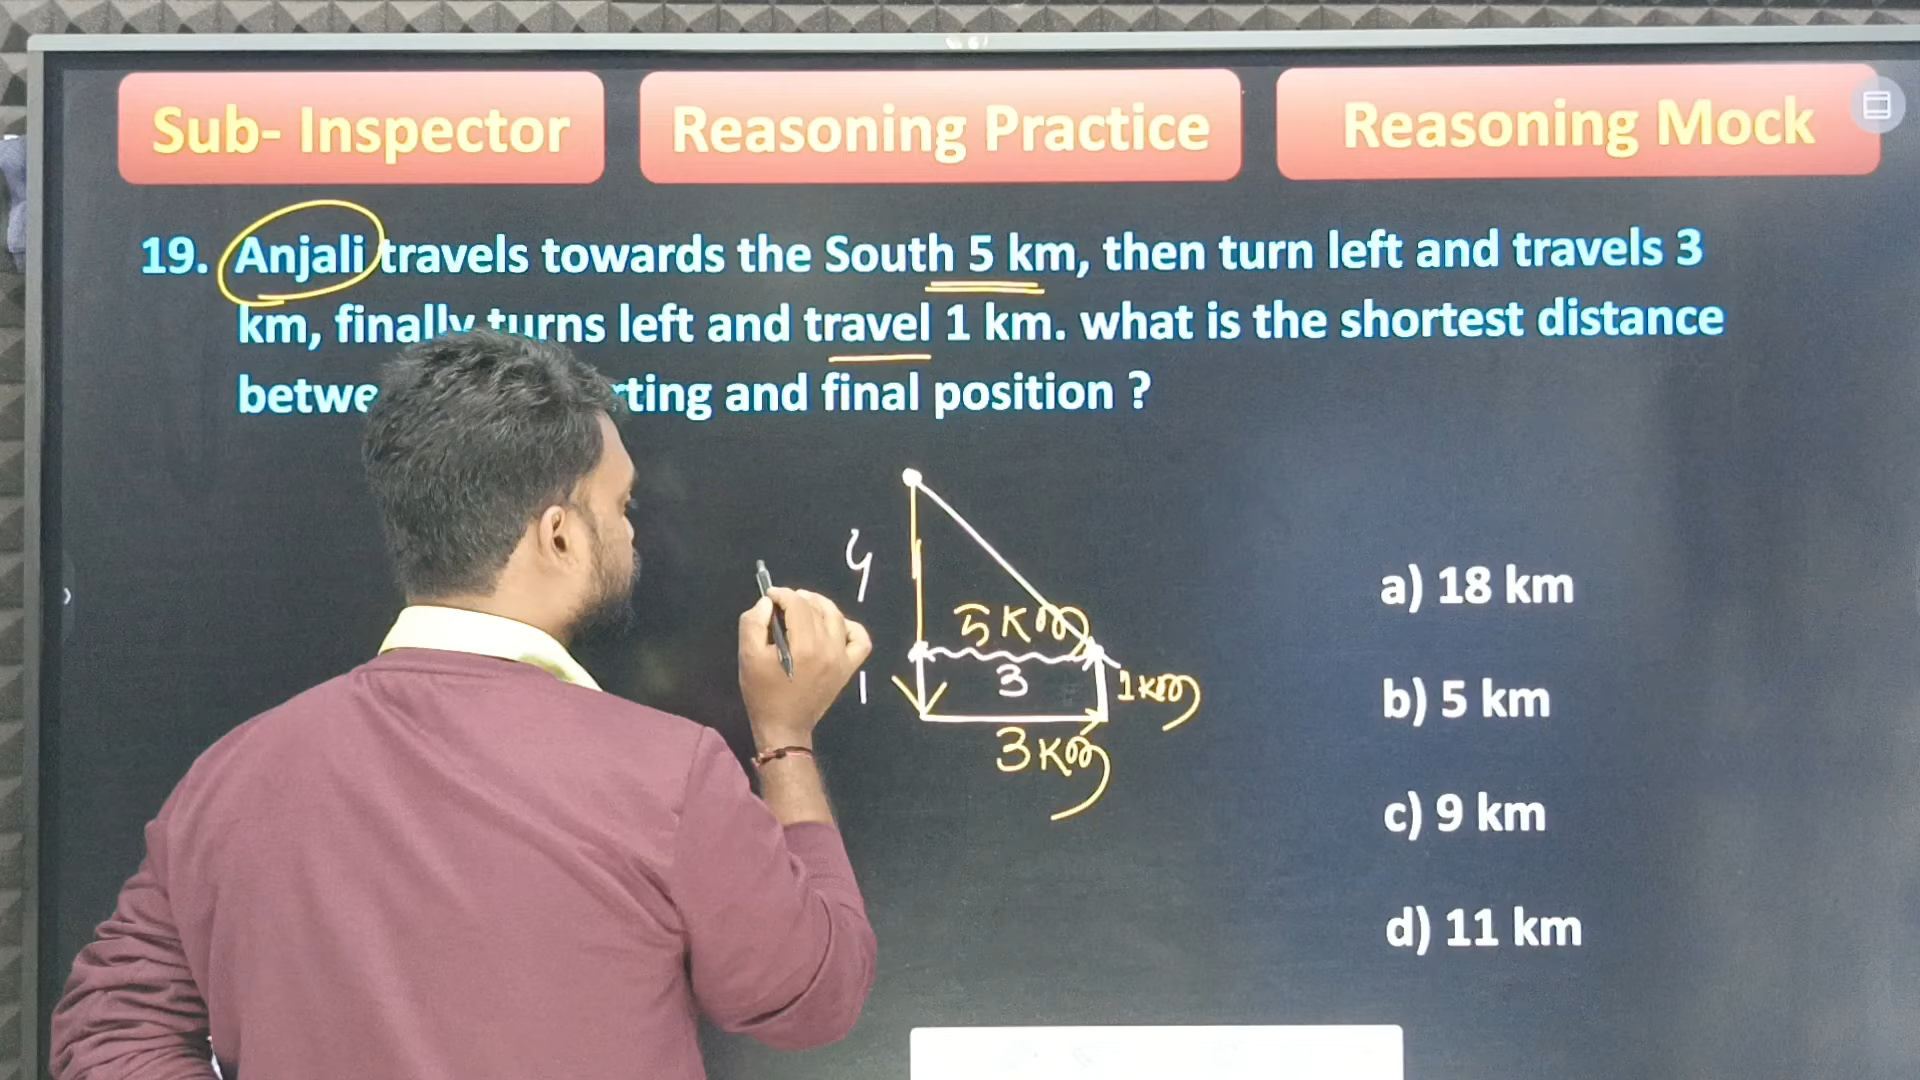 Sub- Inspector
Reasoning Practice
Reasoning Mock
19. Anjali travels towards the South 5 km, then turn left and travels 3
km, finally turns left and travel 1 km. what is the shortest distance
and final position ?
4
5 Km
1
3
1 km
3 Km
a) 18 km
b) 5 km
c) 9 km
d) 11 km